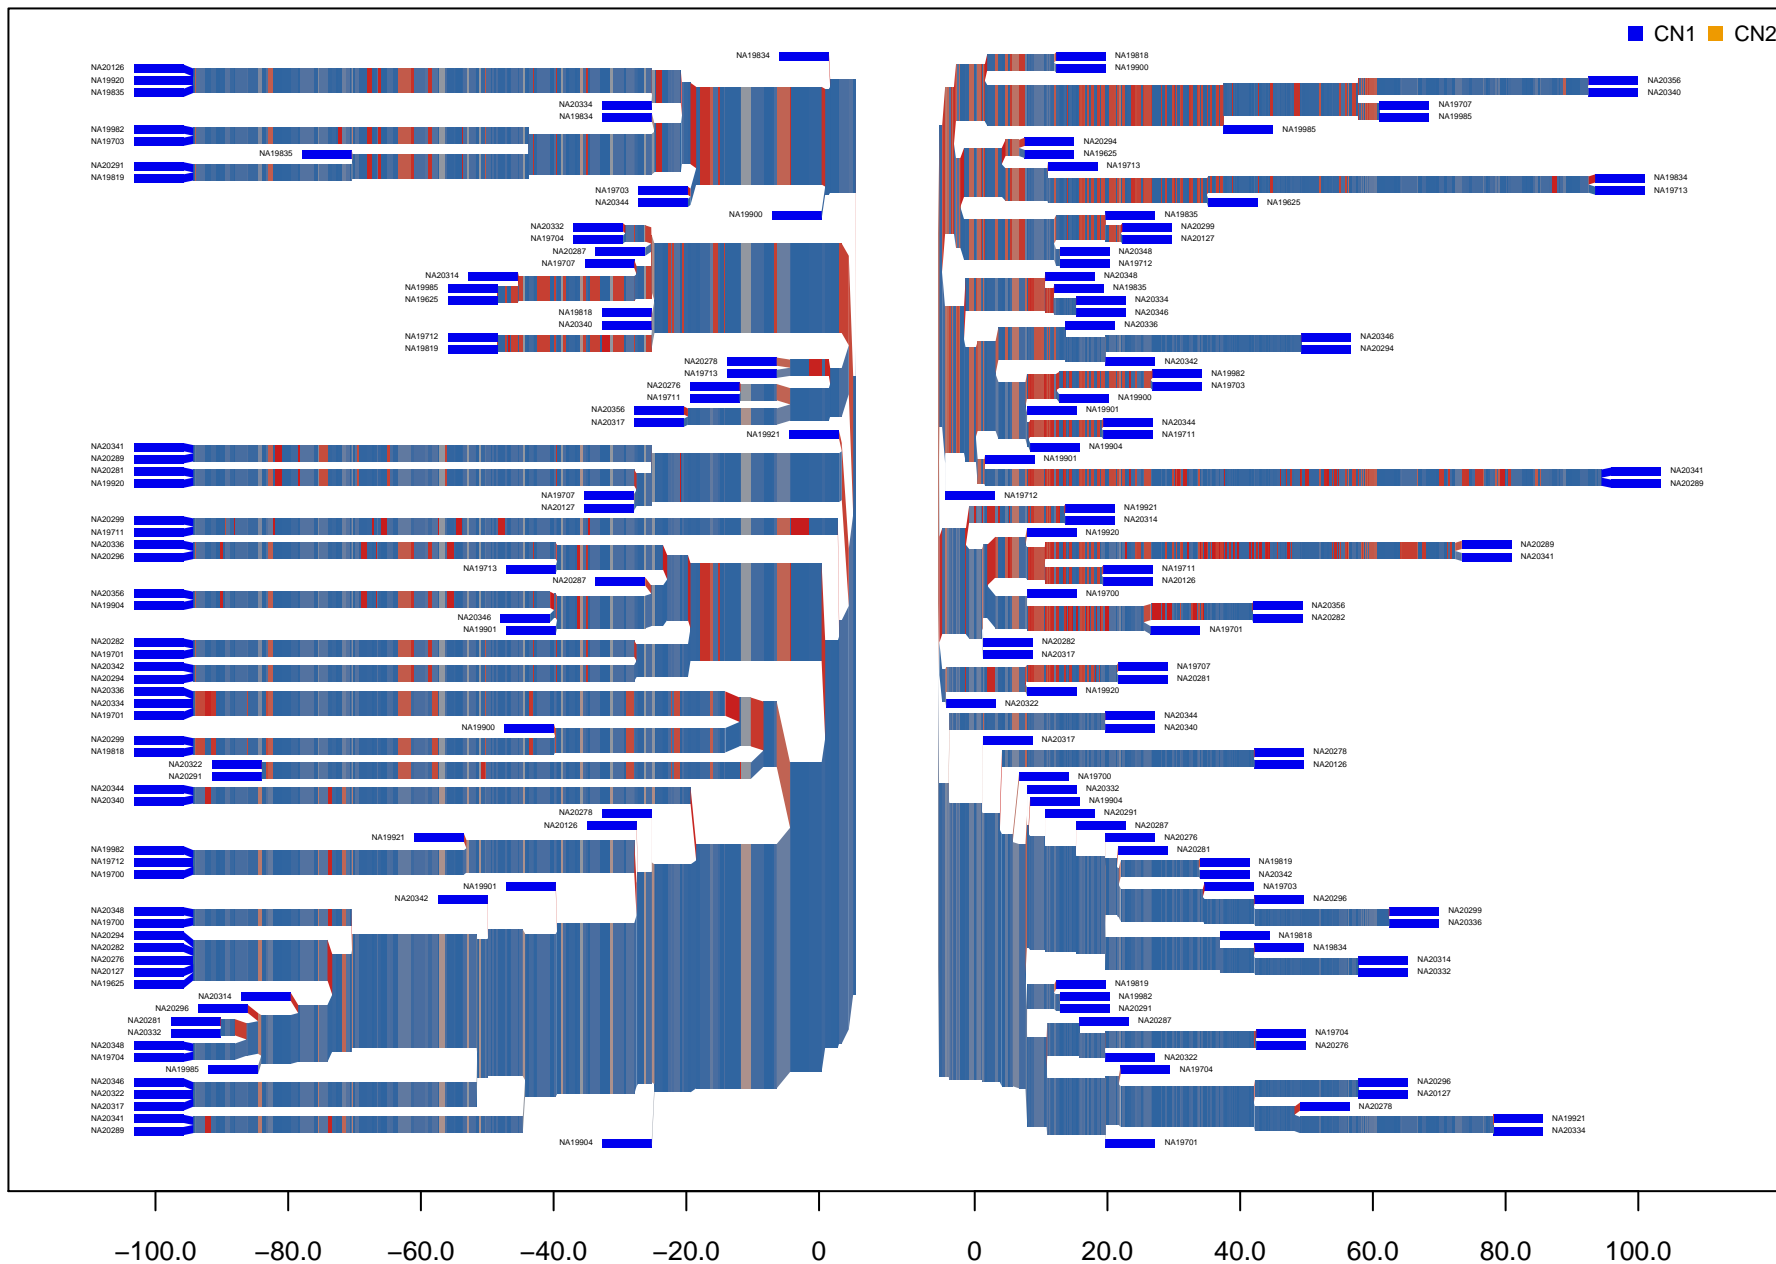 CN1 CN2
NA19834
NA20126
NA19920
NA19835
NA20334
NA19834
NA19982
NA19703
NA19835
NA20291
NA19819
NA19703
NA20344
NA19900
NA20332
NA19704
NA20287
NA19707
NA20314
NA19985
NA19625
NA19818
NA20340
NA19712
NA19819
NA20278
NA19713
NA20276
NA19711
NA20356
NA20317
NA19921
NA20341
NA20289
NA20281
NA19920
NA19707
NA20127
NA20299
NA19711
NA20336
NA20296
NA19713
NA20287
NA20356
NA19904
NA20346
NA19901
NA20282
NA19701
NA20342
NA20294
NA20336
NA20334
NA19701
NA19900
NA20299
NA19818
NA20322
NA20291
NA20344
NA20340
NA20278
NA20126
NA19921
NA19982
NA19712
NA19700
NA19901
NA20342
NA20348
NA19700
NA20294
NA20282
NA20276
NA20127
NA19625
NA20314
NA20296
NA20281
NA20332
NA20348
NA19704
NA19985
NA20346
NA20322
NA20317
NA20341
NA20289
NA19904
NA19818
NA19900
NA20356
NA20340
NA19707
NA19985
NA19985
NA20294
NA19625
NA19713
NA19834
NA19713
NA19625
NA19835
NA20299
NA20127
NA20348
NA19712
NA20348
NA19835
NA20334
NA20346
NA20336
NA20346
NA20294
NA20342
NA19982
NA19703
NA19900
NA19901
NA20344
NA19711
NA19904
NA19901
NA20341
NA20289
NA19712
NA19921
NA20314
NA19920
NA20289
NA20341
NA19711
NA20126
NA19700
NA20356
NA20282
NA19701
NA20282
NA20317
NA19707
NA20281
NA19920
NA20322
NA20344
NA20340
NA20317
NA20278
NA20126
NA19700
NA20332
NA19904
NA20291
NA20287
NA20276
NA20281
NA19819
NA20342
NA19703
NA20296
NA20299
NA20336
NA19818
NA19834
NA20314
NA20332
NA19819
NA19982
NA20291
NA20287
NA19704
NA20276
NA20322
NA19704
NA20296
NA20127
NA20278
NA19921
NA20334
NA19701
−100.0 −80.0 −60.0 −40.0 −20.0 0 0 20.0 40.0 60.0 80.0 100.0